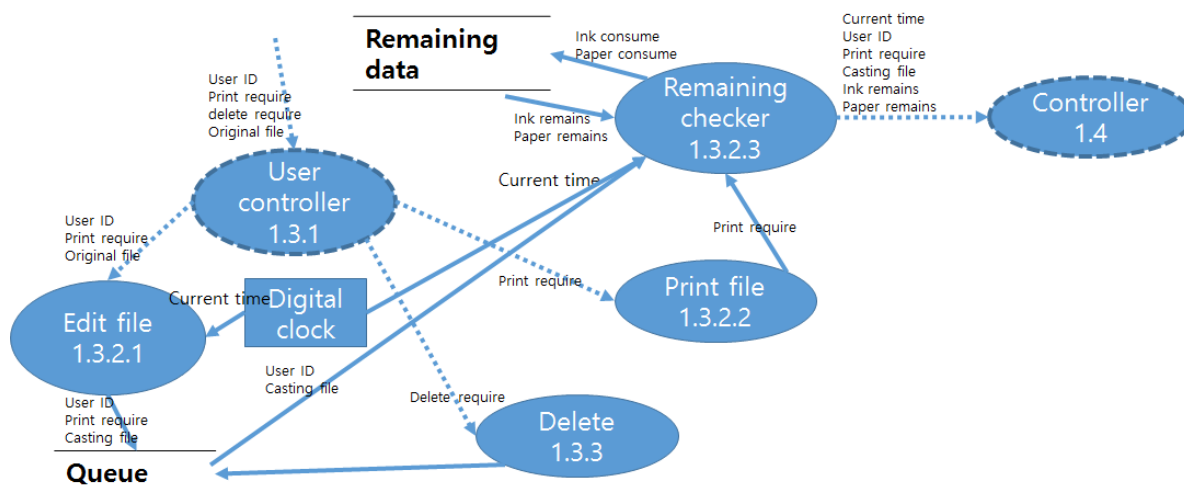 Remaining
data
Ink consume
Paper consume
Ink remains
Paper remains
Remaining
checker
1.3.2.3
Current time
User ID
Print require
Casting file
Ink remains
Paper remains
Controller
1.4
User ID
Print require
delete require
Original file
User
controller
1.3.1
Current time
User ID
Print require
Original file
Print require
Print require
Print file
1.3.2.2
Current time
Digital
clock
Edit file
1.3.2.1
User ID
Casting file
Delete require
User ID
Print require
Casting file
Delete
1.3.3
Queue